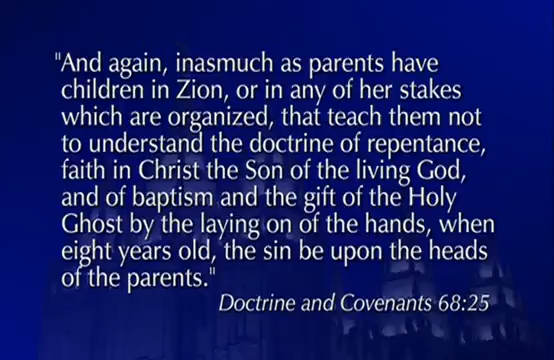 "And again, inasmuch as parents have
children in Zion, or in any of her stakes
which are organized, that teach them not
to understand the doctrine of repentance,
faith in Christ the Son of the living God,
and of baptism and the gift of the Holy
Ghost by the laying on of the hands, when
eight years old, the sin be upon the heads
of the parents."
Doctrine and Covenants 68:25